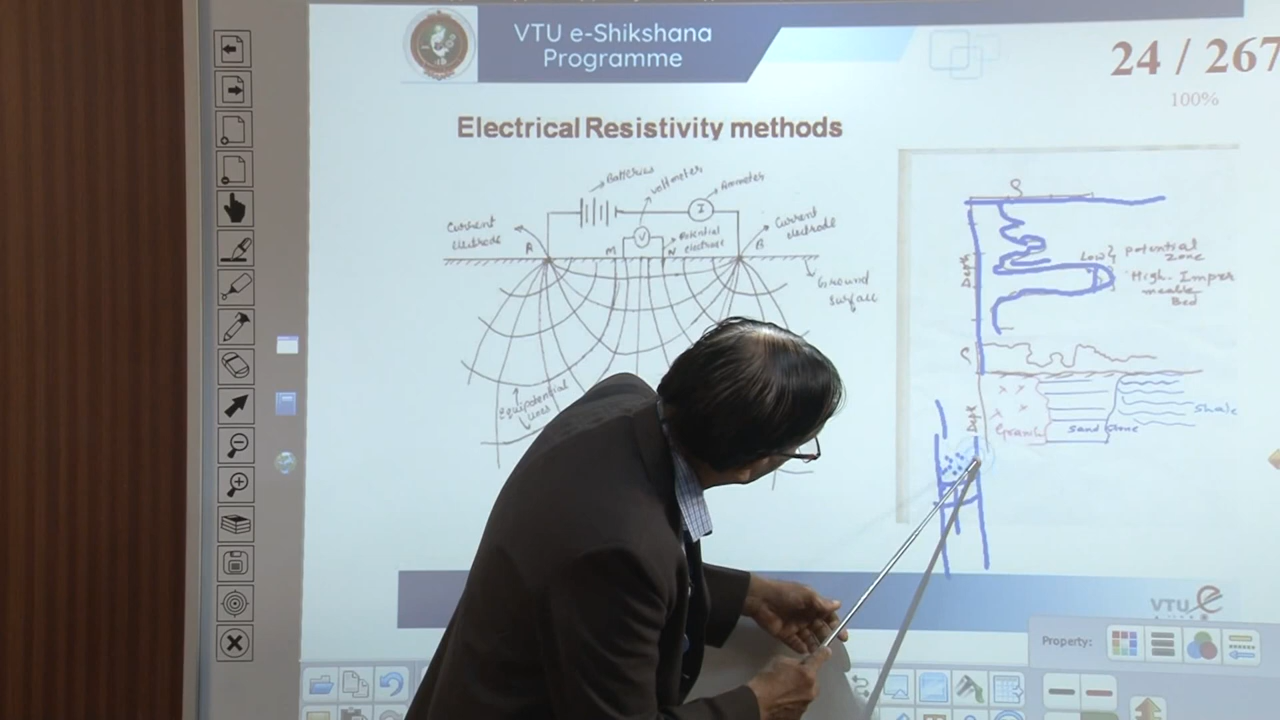 VTU e-Shikshana
Programme
24 / 267
100%
Electrical Resistivity methods
Batteries
voltmeter
Ammeter
I
Current
electrode
A
M
V
N
Potential
electrode
B
Current
electrode
Ground
surface
Equipotential
lines
Depth
Low
potential
zone
High-Imper
meable
Bed
Granite
Sand stone
Shale
VTU e
Property: